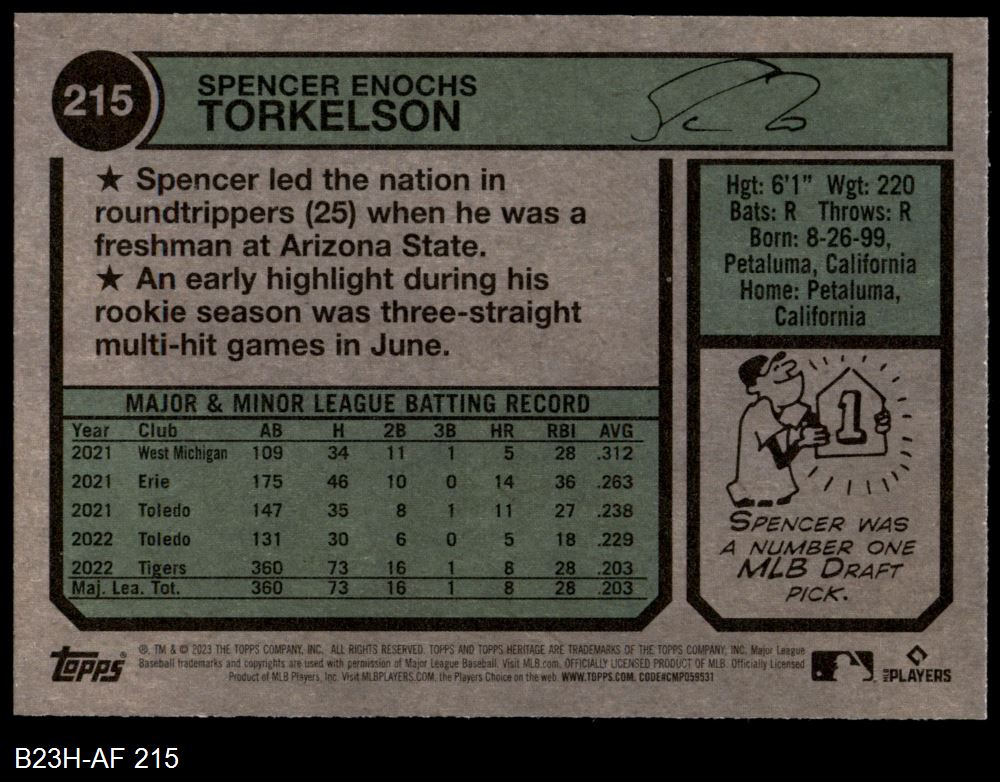 215
SPENCER ENOCHS
TORKELSON
★ Spencer led the nation in
roundtrippers (25) when he was a
freshman at Arizona State.
★ An early highlight during his
rookie season was three-straight
multi-hit games in June.
Hgt: 6'1" Wgt: 220
Bats: R Throws: R
Born: 8-26-99,
Petaluma, California
Home: Petaluma,
California
MAJOR & MINOR LEAGUE BATTING RECORD
Year Club AB H 2B 3B HR RBI AVG
2021 West Michigan 109 34 11 1 5 28 .312
2021 Erie 175 46 10 0 14 36 .263
2021 Toledo 147 35 8 1 11 27 .238
2022 Toledo 131 30 6 0 5 18 .229
2022 Tigers 360 73 16 1 8 28 .203
Maj. Lea. Tot. 360 73 16 1 8 28 .203
1
SPENCER WAS
A NUMBER ONE
MLB DRAFT
PICK.
TOPPS®
®, TM & © 2023 THE TOPPS COMPANY, INC. ALL RIGHTS RESERVED. TOPPS AND TOPPS HERITAGE ARE TRADEMARKS OF THE TOPPS COMPANY, INC. Major League
Baseball trademarks and copyrights are used with permission of Major League Baseball. Visit MLB.com. OFFICIALLY LICENSED PRODUCT OF MLB. Officially Licensed
Product of MLB Players, Inc. Visit MLBPLAYERS.COM, the Players Choice on the web. WWW.TOPPS.COM. CODE#CMP059531
PLAYERS
B23H-AF 215